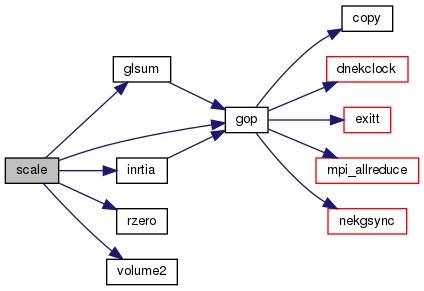 scale
glsum
inrtia
rzero
volume2
gop
copy
dnekclock
exitt
mpi_allreduce
nekgsync